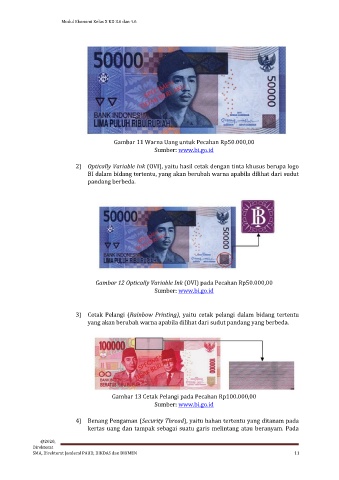 Modul Ekonomi Kelas X KD 3.6 dan 4.6
50000
50000
BANK INDONESIA
LIMA PULUH RIBU RUPIAH
Gambar 11 Warna Uang untuk Pecahan Rp50.000,00
Sumber: www.bi.go.id
2) Optically Variable Ink (OVI), yaitu hasil cetak dengan tinta khusus berupa logo
BI dalam bidang tertentu, yang akan berubah warna apabila dilihat dari sudut
pandang berbeda.
50000
50000
BANK INDONESIA
LIMA PULUH RIBU RUPIAH
Gambar 12 Optically Variable Ink (OVI) pada Pecahan Rp50.000,00
Sumber: www.bi.go.id
3) Cetak Pelangi (Rainbow Printing), yaitu cetak pelangi dalam bidang tertentu
yang akan berubah warna apabila dilihat dari sudut pandang yang berbeda.
100000
100000
Gambar 13 Cetak Pelangi pada Pecahan Rp100.000,00
Sumber: www.bi.go.id
4) Benang Pengaman (Security Thread), yaitu bahan tertentu yang ditanam pada
kertas uang dan tampak sebagai suatu garis melintang atau beranyam. Pada
@2020,
Direktorat
SMA, Direktorat Jenderal PAUD, DIKDAS dan DIKMEN 11